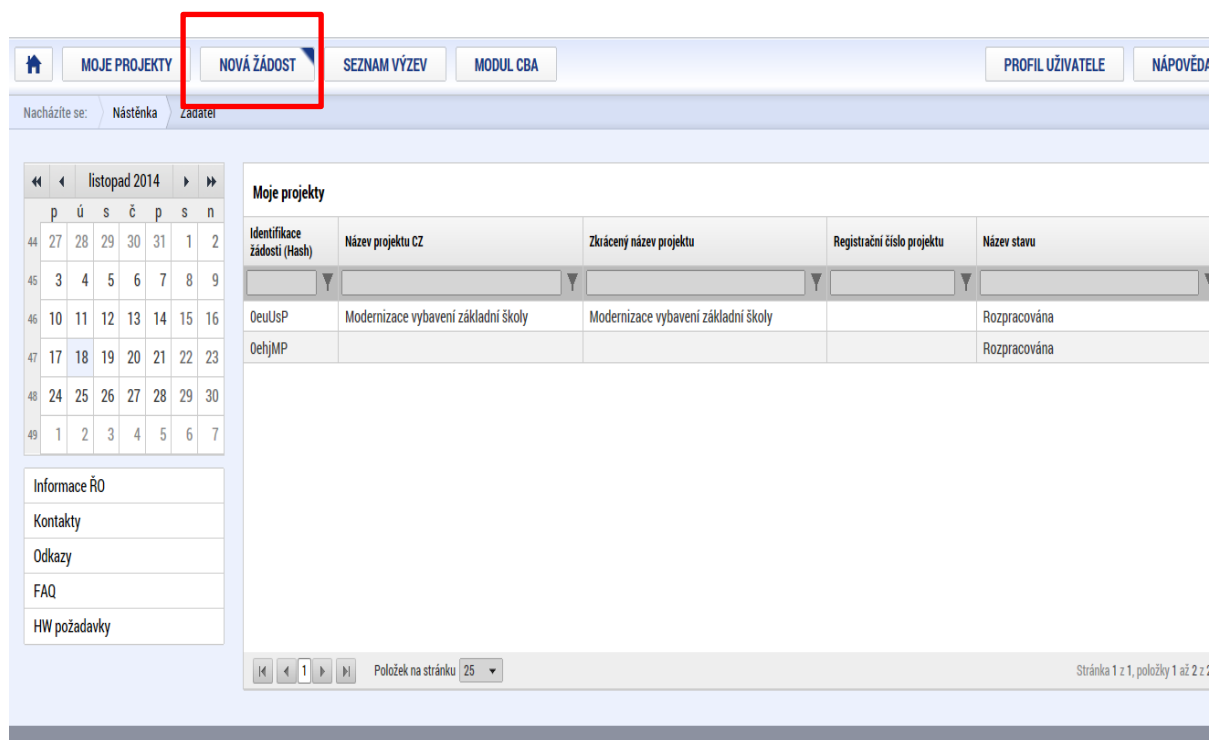 MOJE PROJEKTY NOVÁ ŽÁDOST SEZNAM VÝZEV MODUL CBA PROFIL UŽIVATELE NÁPOVĚDA
Nacházíte se: Nástěnka Žadatel
listopad 2014
p ú s č p s n
44 27 28 29 30 31 1 2
45 3 4 5 6 7 8 9
46 10 11 12 13 14 15 16
47 17 18 19 20 21 22 23
48 24 25 26 27 28 29 30
49 1 2 3 4 5 6 7
Informace ŘO
Kontakty
Odkazy
FAQ
HW požadavky
Moje projekty
Identifikace žádosti (Hash) Název projektu CZ Zkrácený název projektu Registrační číslo projektu Název stavu
0euUsP Modernizace vybavení základní školy Modernizace vybavení základní školy Rozpracována
0ehjMP Rozpracována
1 Položek na stránku 25 Stránka 1 z 1, položky 1 až 2 z 2